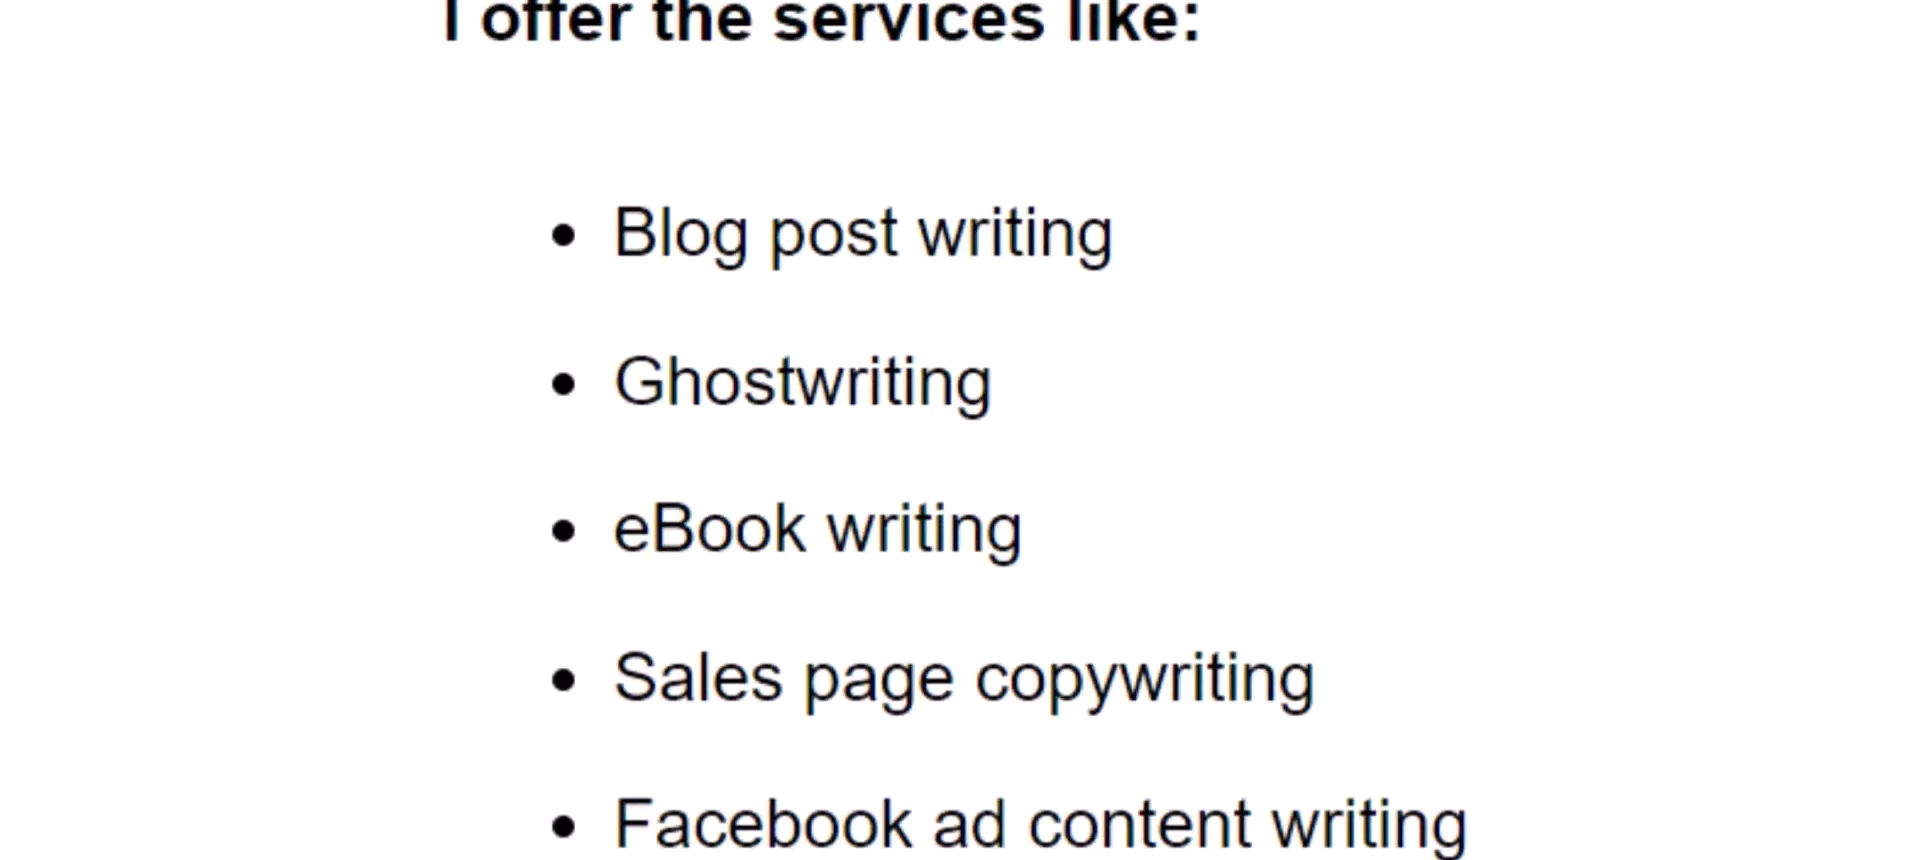 I offer the services like:
• Blog post writing
• Ghostwriting
• eBook writing
• Sales page copywriting
• Facebook ad content writing